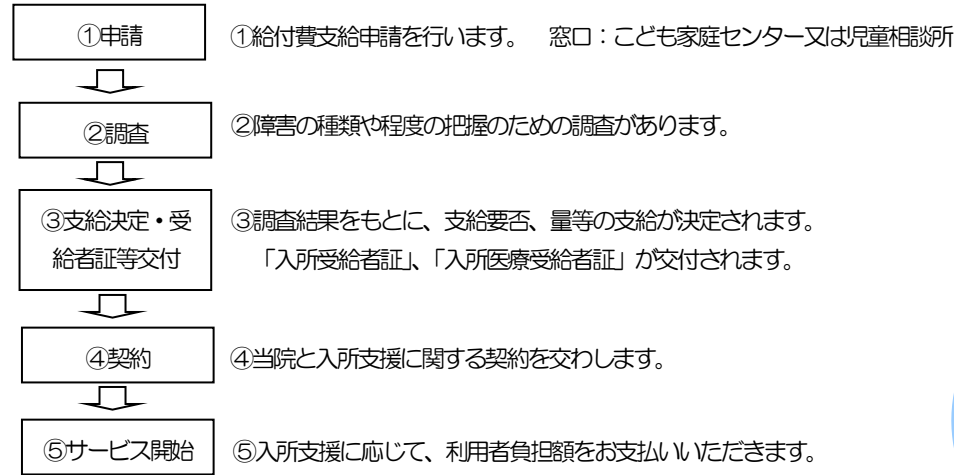 ①申請
①給付費支給申請を行います。　窓口：こども家庭センター又は児童相談所
②調査
②障害の種類や程度の把握のための調査があります。
③支給決定・受
給者証等交付
③調査結果をもとに、支給要否、量等の支給が決定されます。
「入所受給者証」、「入所医療受給者証」が交付されます。
④契約
④当院と入所支援に関する契約を交わします。
⑤サービス開始
⑤入所支援に応じて、利用者負担額をお支払いいただきます。